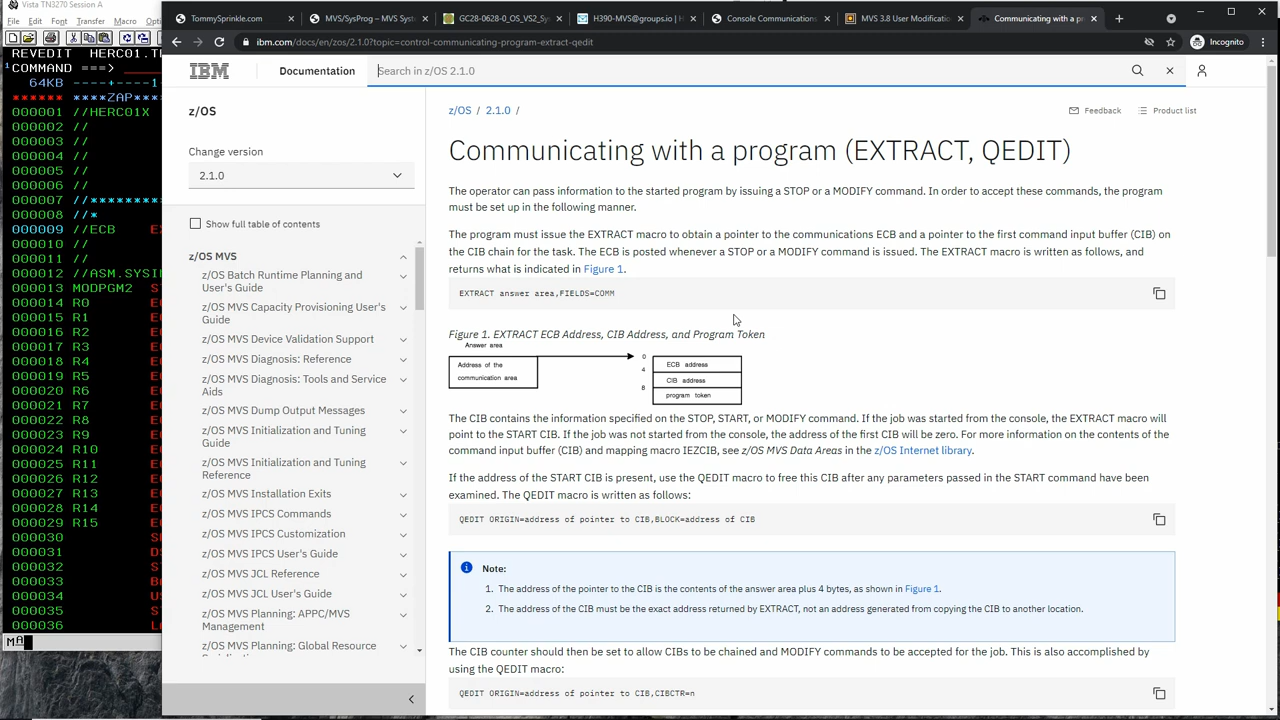 Vista TN3270 Session A
File Edit Font Transfer Macro
REVEDIT HERC01.T
COMMAND ===>
64KB ----+----1
****** ****ZAP***
000001 //HERC01X
000002 //
000003 //
000004 //
000005 //
000006 //
000007 //*********
000008 //*
000009 //ECB E
000010 //
000011 //
000012 //ASM.SYSI
000013 MODPGM2 S
000014 R0 E
000015 R1 E
000016 R2 E
000017 R3 E
000018 R4 E
000019 R5 E
000020 R6 E
000021 R7 E
000022 R8 E
000023 R9 E
000024 R10 E
000025 R11 E
000026 R12 E
000027 R13 E
000028 R14 E
000029 R15 E
000030 S
000031 D
000032 S
000033 B
000034 U
000035 S
000036 L
MA
TommySprinkle.com
MVS/SysProg – MVS Syst
GC28-0628-0_OS_VS2_Sy
H390-MVS@groups.io | M
Console Communications
MVS 3.8 User Modificatio
Communicating with a pr
ibm.com/docs/en/zos/2.1.0?topic=control-communicating-program-extract-qedit
Incognito
IBM
Documentation
Search in z/OS 2.1.0
z/OS
Change version
2.1.0
Show full table of contents
z/OS MVS
z/OS Batch Runtime Planning and
User's Guide
z/OS MVS Capacity Provisioning User's
Guide
z/OS MVS Device Validation Support
z/OS MVS Diagnosis: Reference
z/OS MVS Diagnosis: Tools and Service
Aids
z/OS MVS Dump Output Messages
z/OS MVS Initialization and Tuning
Guide
z/OS MVS Initialization and Tuning
Reference
z/OS MVS Installation Exits
z/OS MVS IPCS Commands
z/OS MVS IPCS Customization
z/OS MVS IPCS User's Guide
z/OS MVS JCL Reference
z/OS MVS JCL User's Guide
z/OS MVS Planning: APPC/MVS
Management
z/OS MVS Planning: Global Resource
z/OS / 2.1.0 /
Feedback
Product list
Communicating with a program (EXTRACT, QEDIT)
The operator can pass information to the started program by issuing a STOP or a MODIFY command. In order to accept these commands, the program
must be set up in the following manner.
The program must issue the EXTRACT macro to obtain a pointer to the communications ECB and a pointer to the first command input buffer (CIB) on
the CIB chain for the task. The ECB is posted whenever a STOP or a MODIFY command is issued. The EXTRACT macro is written as follows, and
returns what is indicated in Figure 1.
EXTRACT answer area,FIELDS=COMM
Figure 1. EXTRACT ECB Address, CIB Address, and Program Token
Answer area
Address of the
communication area
0
4
8
ECB address
CIB address
program token
The CIB contains the information specified on the STOP, START, or MODIFY command. If the job was started from the console, the EXTRACT macro will
point to the START CIB. If the job was not started from the console, the address of the first CIB will be zero. For more information on the contents of the
command input buffer (CIB) and mapping macro IEZCIB, see z/OS MVS Data Areas in the z/OS Internet library.
If the address of the START CIB is present, use the QEDIT macro to free this CIB after any parameters passed in the START command have been
examined. The QEDIT macro is written as follows:
QEDIT ORIGIN=address of pointer to CIB,BLOCK=address of CIB
Note:
1. The address of the pointer to the CIB is the contents of the answer area plus 4 bytes, as shown in Figure 1.
2. The address of the CIB must be the exact address returned by EXTRACT, not an address generated from copying the CIB to another location.
The CIB counter should then be set to allow CIBs to be chained and MODIFY commands to be accepted for the job. This is also accomplished by
using the QEDIT macro:
QEDIT ORIGIN=address of pointer to CIB,CIBCTR=n